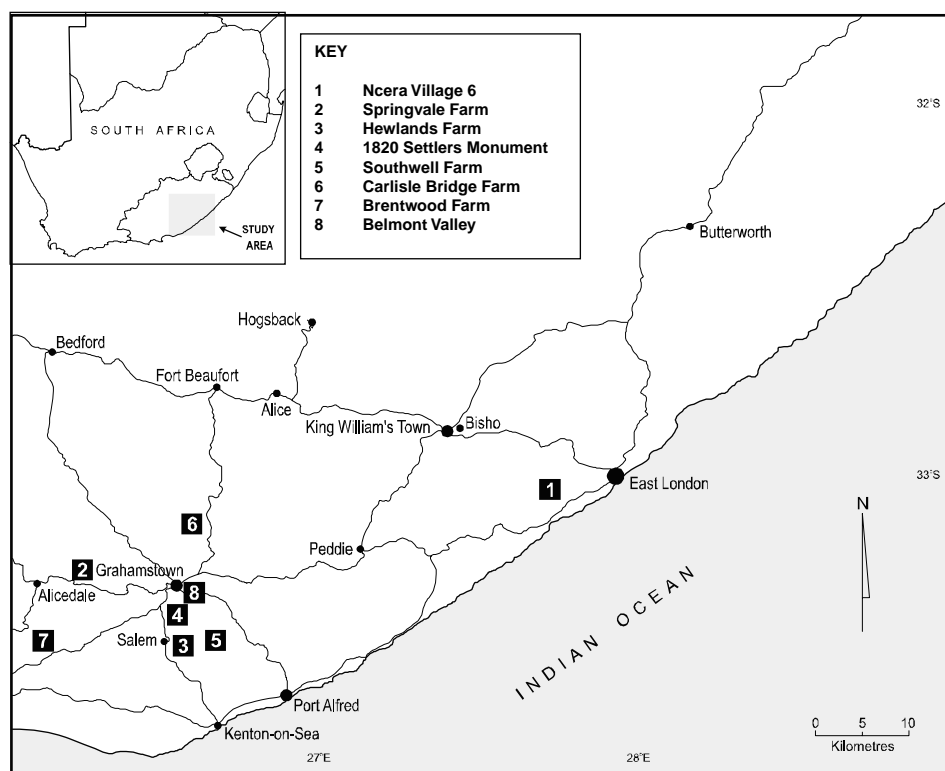 SOUTH AFRICA
STUDY
AREA
KEY
1 Ncera Village 6
2 Springvale Farm
3 Hewlands Farm
4 1820 Settlers Monument
5 Southwell Farm
6 Carlisle Bridge Farm
7 Brentwood Farm
8 Belmont Valley
32°S
Butterworth
Hogsback
Bedford
Fort Beaufort
Alice
King William's Town
Bisho
1
East London
33°S
6
N
Peddie
2
Grahamstown
Alicedale
8
4
7
Salem
3
5
INDIAN OCEAN
Port Alfred
Kenton-on-Sea
0 5 10
Kilometres
27°E
28°E